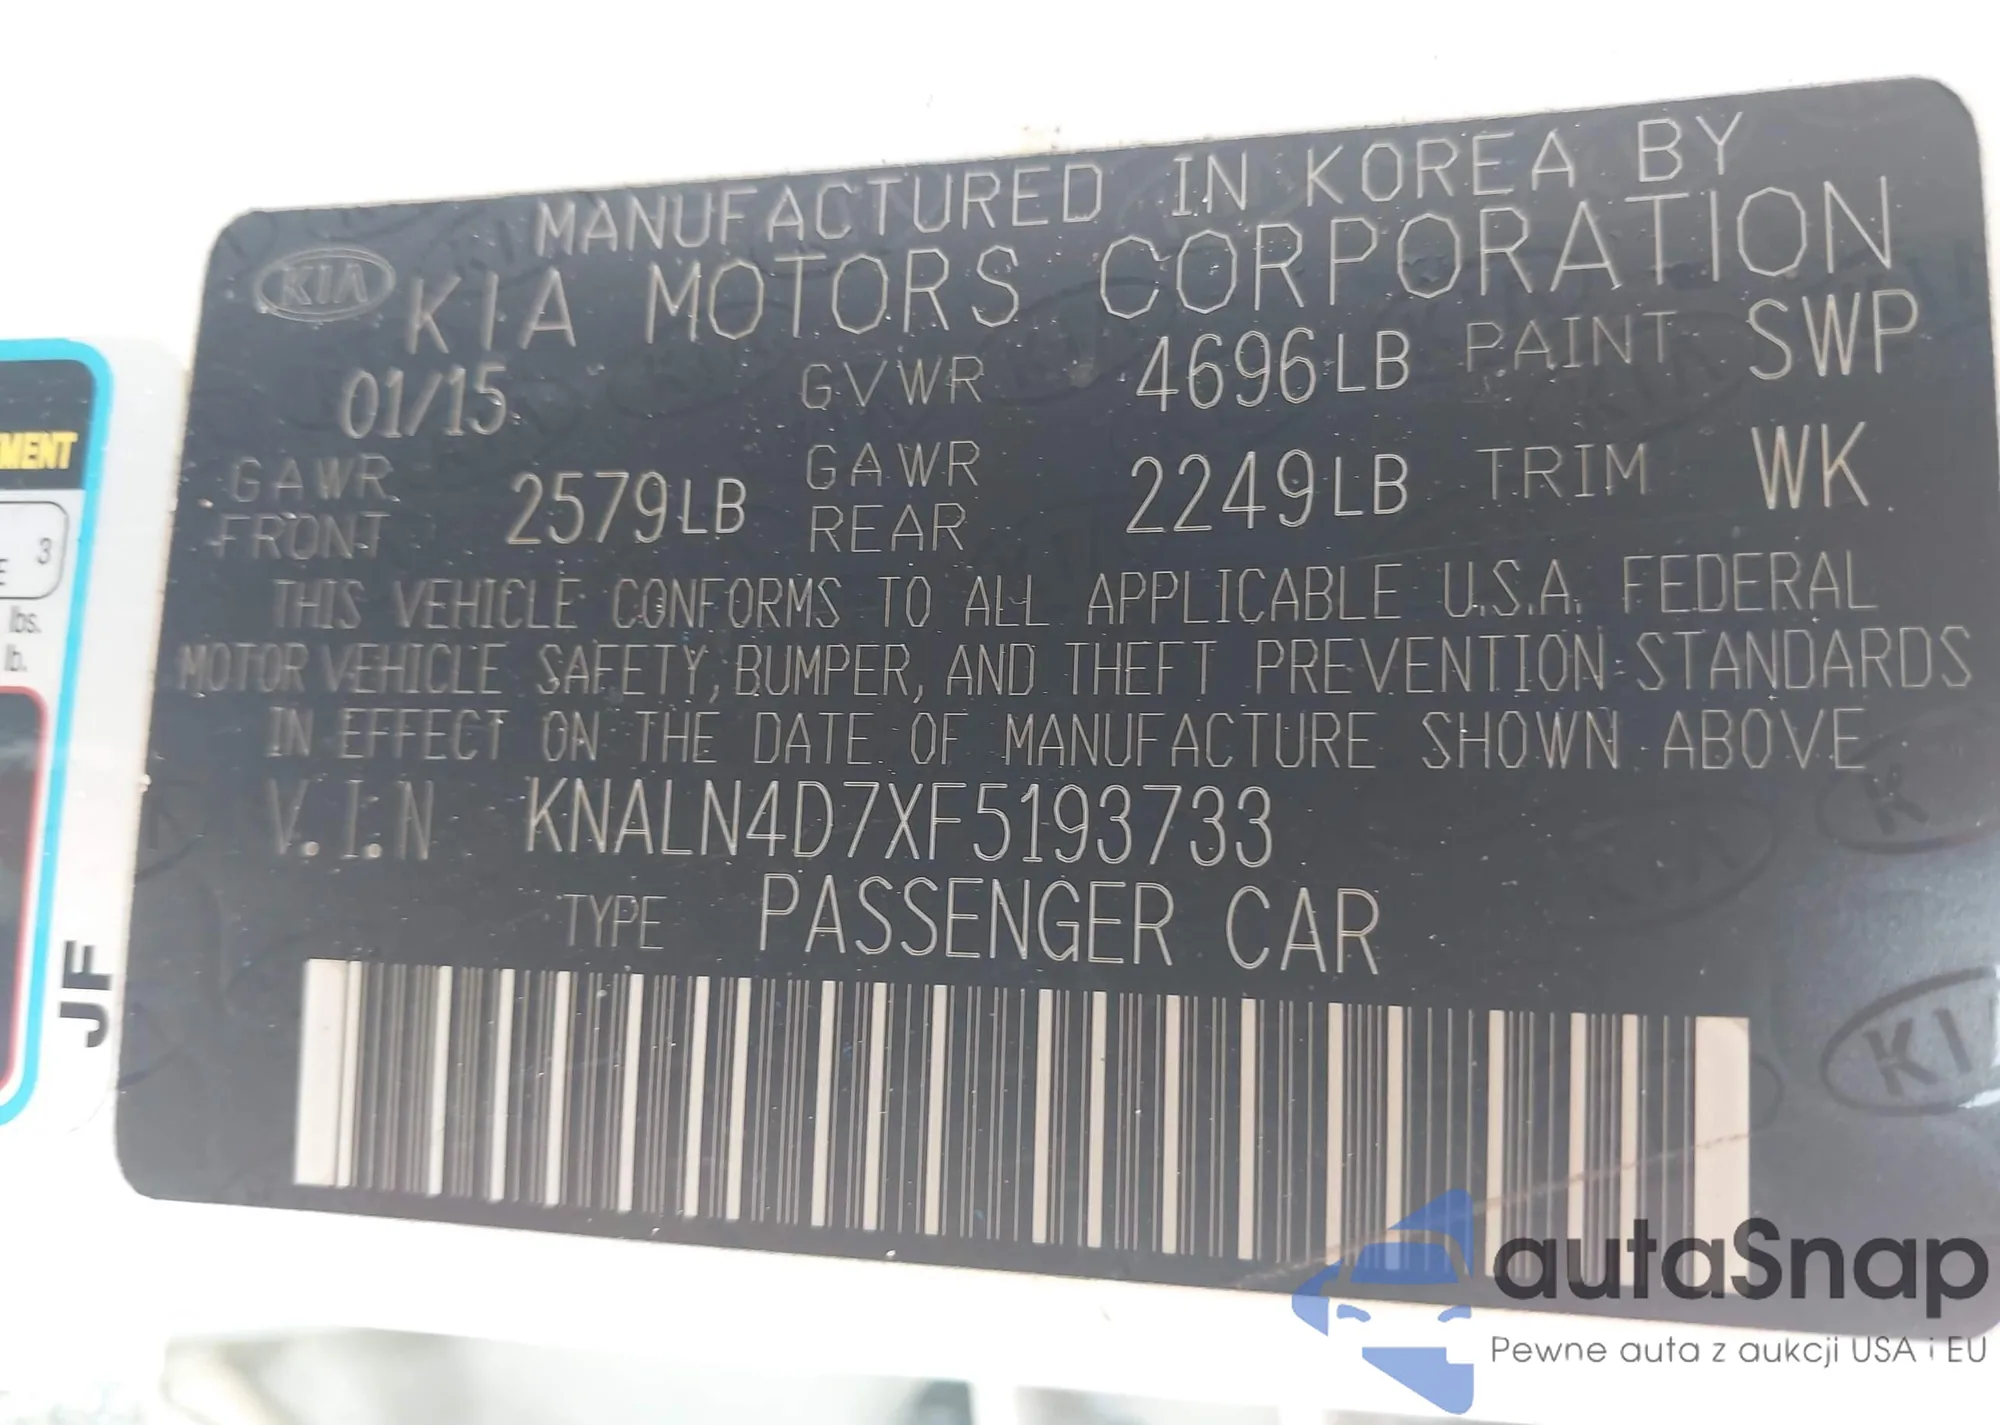 MANUFACTURED IN KOREA BY
KIA KIA MOTORS CORPORATION
01/15 GVWR 4696LB PAINT SWP
GAWR FRONT 2579LB GAWR REAR 2249LB TRIM WK
THIS VEHICLE CONFORMS TO ALL APPLICABLE U.S.A. FEDERAL
MOTOR VEHICLE SAFETY, BUMPER, AND THEFT PREVENTION STANDARDS
IN EFFECT ON THE DATE OF MANUFACTURE SHOWN ABOVE
V.I.N KNALN4D7XF5193733
TYPE PASSENGER CAR
3
lbs.
lb.
JF
autaSnap
Pewne auta z aukcji USA i EU